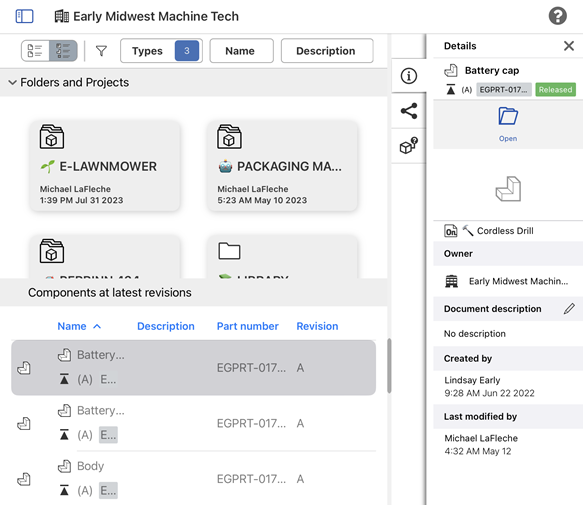 Early Midwest Machine Tech
Types 3 Name Description
Folders and Projects
E-LAWNMOWER
Michael LaFleche
1:39 PM Jul 31 2023
PACKAGING MA...
Michael LaFleche
5:23 AM May 10 2023
LIBRARY
Components at latest revisions
Name Description Part number Revision
Battery...
(A) E...
EGPRT-017... A
Battery...
(A) E...
EGPRT-017... A
Body
(A) E...
EGPRT-017... A
Details
Battery cap
(A) EGPRT-017... Released
Open
On Cordless Drill
Owner
Early Midwest Machin...
Document description
No description
Created by
Lindsay Early
9:28 AM Jun 22 2022
Last modified by
Michael LaFleche
4:32 AM May 12